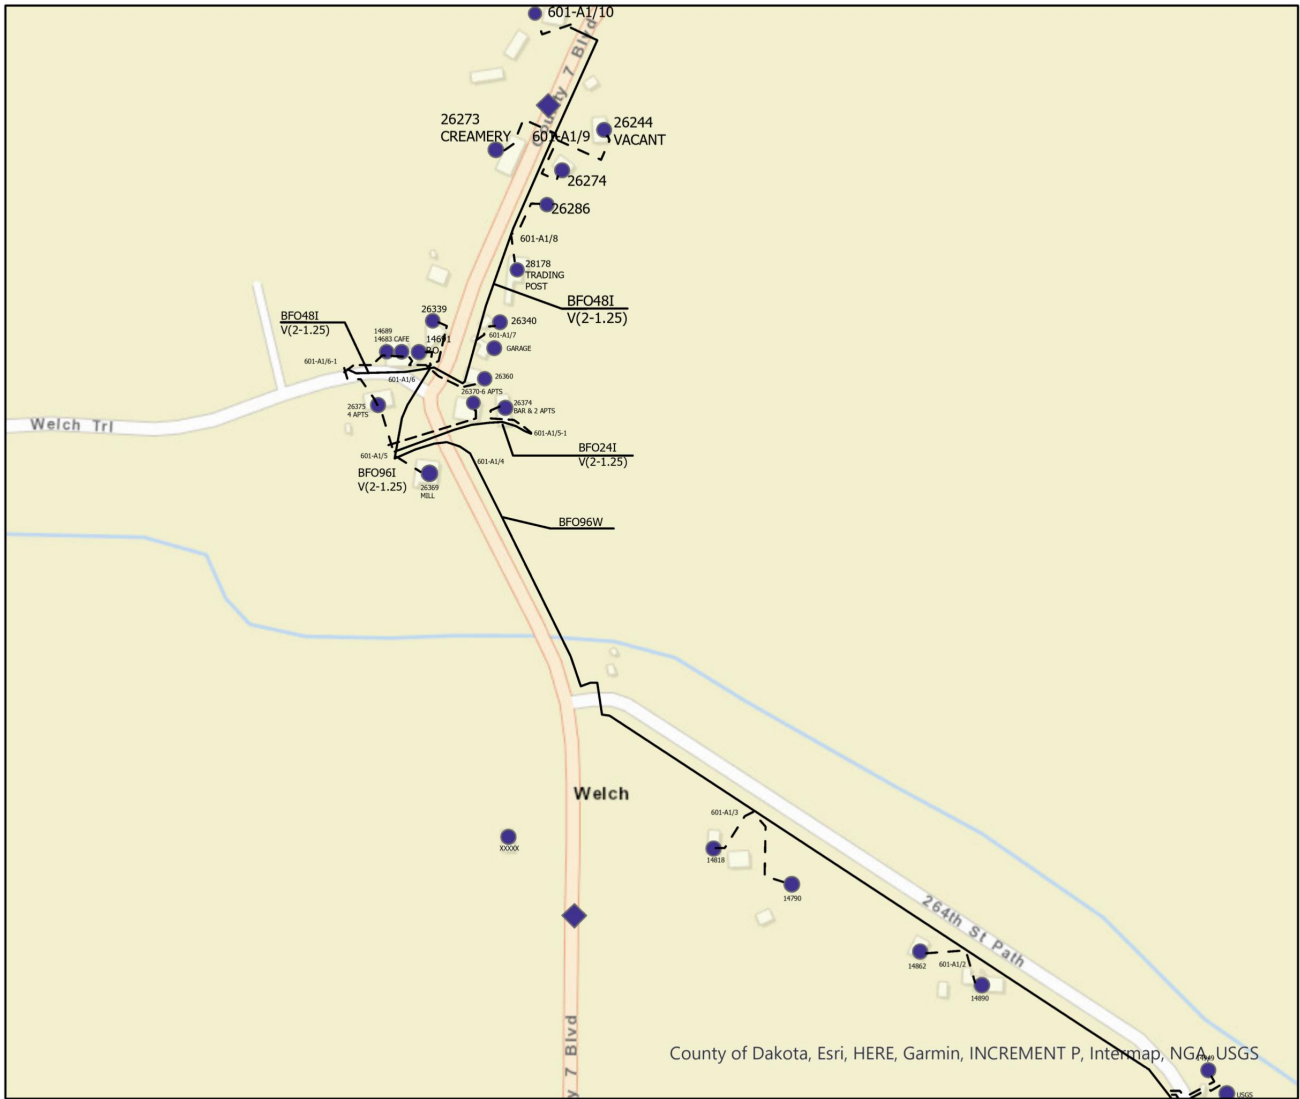 601-A1/10
County 7 Blvd
26273
CREAMERY
601-A1/9
26244
VACANT
26274
26286
601-A1/8
28178
TRADING
POST
BFO48I
V(2-1.25)
BFO48I
V(2-1.25)
26339
26340
601-A1/7
GARAGE
14689
14683 CAFE
14691
P.O.
601-A1/6-1
601-A1/6
26360
26370-6 APTS
26375
4 APTS
26374
BAR & 2 APTS
601-A1/5-1
601-A1/5
601-A1/4
BFO24I
V(2-1.25)
BFO96I
V(2-1.25)
26369
MILL
Welch Trl
BFO96W
Welch
XXXXX
601-A1/3
14818
14790
264th St Path
14862
601-A1/2
14890
y 7 Blvd
County of Dakota, Esri, HERE, Garmin, INCREMENT P, Intermap, NGA, USGS
USGS